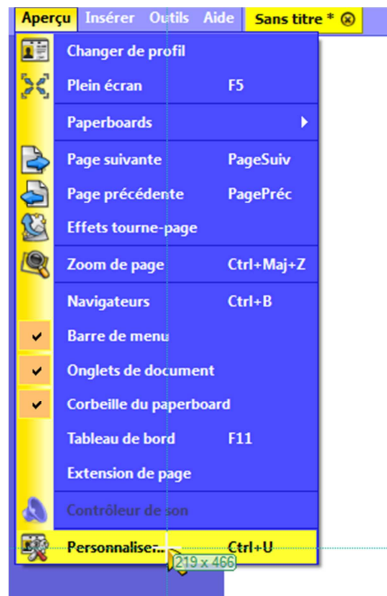 Aperçu Insérer Outils Aide Sans titre *
Changer de profil
Plein écran F5
Paperboards
Page suivante PageSuiv
Page précédente PagePréc
Effets tourne-page
Zoom de page Ctrl+Maj+Z
Navigateurs Ctrl+B
Barre de menu
Onglets de document
Corbeille du paperboard
Tableau de bord F11
Extension de page
Contrôleur de son
Personnaliser... Ctrl+U
219 x 466